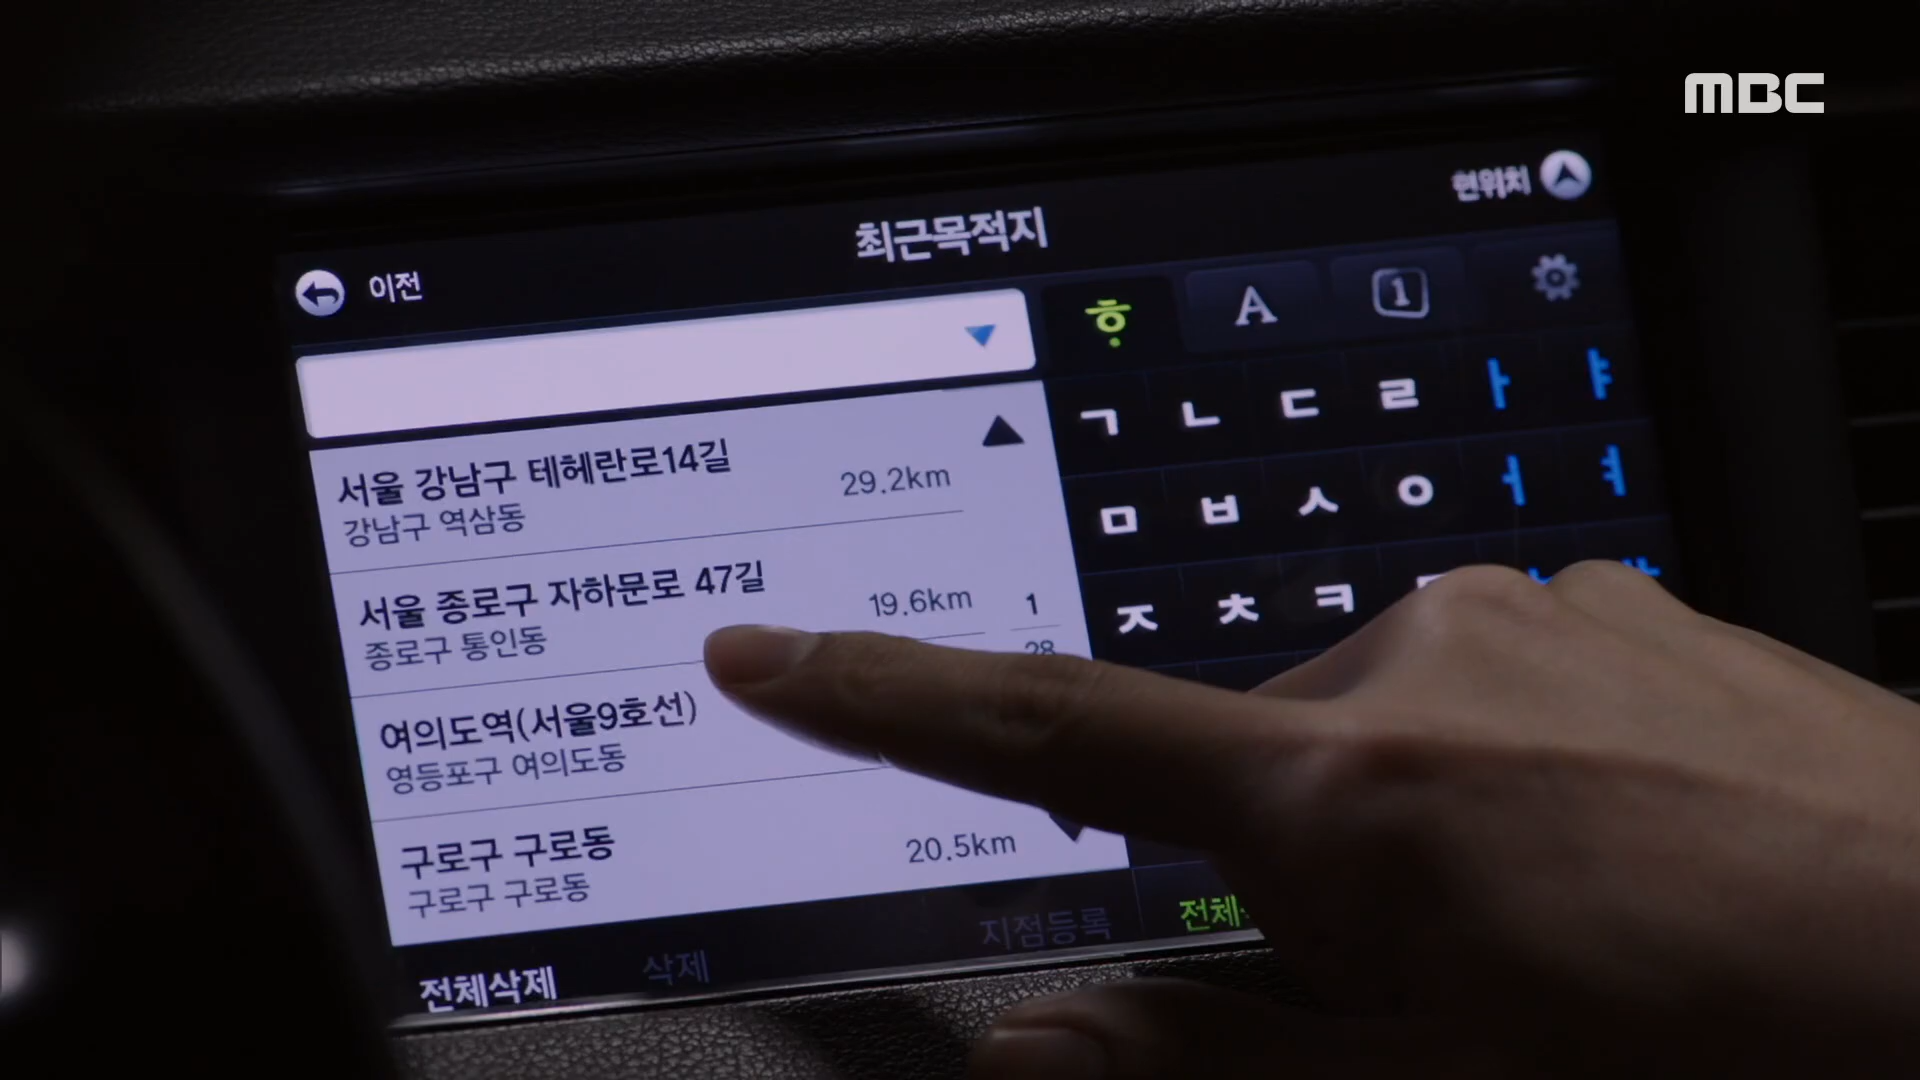 MBC
현위치
최근목적지
이전
ㅎ A 1
서울 강남구 테헤란로14길
강남구 역삼동
29.2km
서울 종로구 자하문로 47길
종로구 통인동
19.6km
1
28
여의도역(서울9호선)
영등포구 여의도동
구로구 구로동
구로구 구로동
20.5km
ㄱ ㄴ ㄷ ㄹ ㅏ ㅑ
ㅁ ㅂ ㅅ ㅇ ㅓ ㅕ
ㅈ ㅊ ㅋ
전체삭제
삭제
지점등록
전체